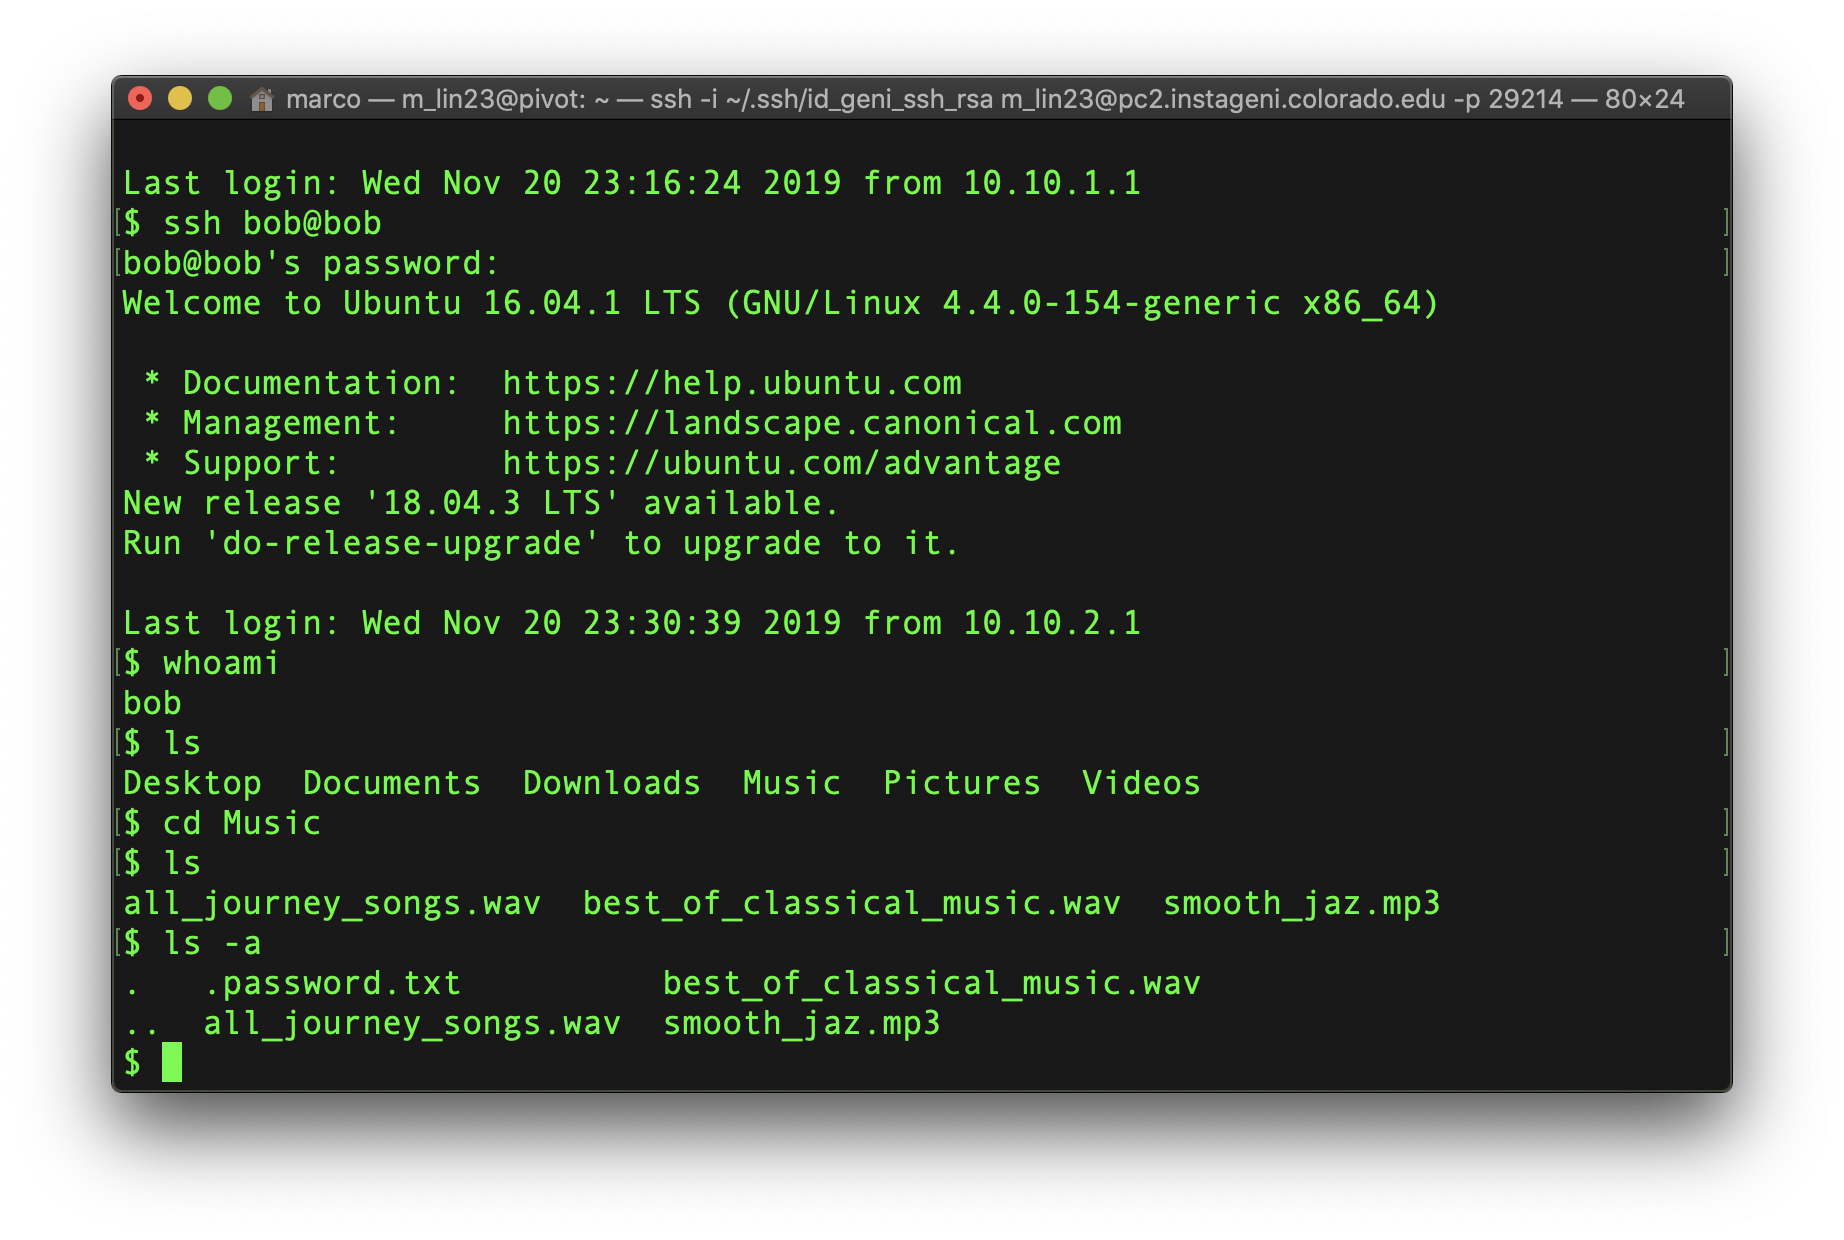 marco — m_lin23@pivot: ~ — ssh -i ~/.ssh/id_geni_ssh_rsa m_lin23@pc2.instageni.colorado.edu -p 29214 — 80×24
Last login: Wed Nov 20 23:16:24 2019 from 10.10.1.1
[$ ssh bob@bob ]
[bob@bob's password: ]
Welcome to Ubuntu 16.04.1 LTS (GNU/Linux 4.4.0-154-generic x86_64)
 * Documentation:  https://help.ubuntu.com
 * Management:     https://landscape.canonical.com
 * Support:        https://ubuntu.com/advantage
New release '18.04.3 LTS' available.
Run 'do-release-upgrade' to upgrade to it.
Last login: Wed Nov 20 23:30:39 2019 from 10.10.2.1
[$ whoami ]
bob
[$ ls ]
Desktop  Documents  Downloads  Music  Pictures  Videos
[$ cd Music ]
[$ ls ]
all_journey_songs.wav  best_of_classical_music.wav  smooth_jaz.mp3
[$ ls -a ]
.   .password.txt          best_of_classical_music.wav
..  all_journey_songs.wav  smooth_jaz.mp3
$